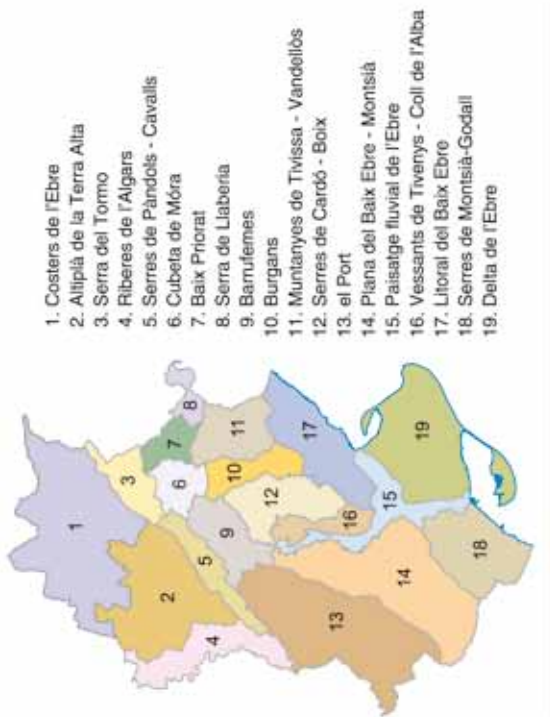 1. Costers de l'Ebre
2. Altiplà de la Terra Alta
3. Serra del Tormo
4. Riberes de l'Algars
5. Serres de Pàndols - Cavalls
6. Cubeta de Móra
7. Baix Priorat
8. Serra de Llaberia
9. Barrufemes
10. Burgans
11. Muntanyes de Tivissa - Vandellòs
12. Serres de Cardó - Boix
13. el Port
14. Plana del Baix Ebre - Montsià
15. Paisatge fluvial de l'Ebre
16. Vessants de Tivenys - Coll de l'Alba
17. Litoral del Baix Ebre
18. Serres de Montsià-Godall
19. Delta de l'Ebre
1
2
3
4
5
6
7
8
9
10
11
12
13
14
15
16
17
18
19